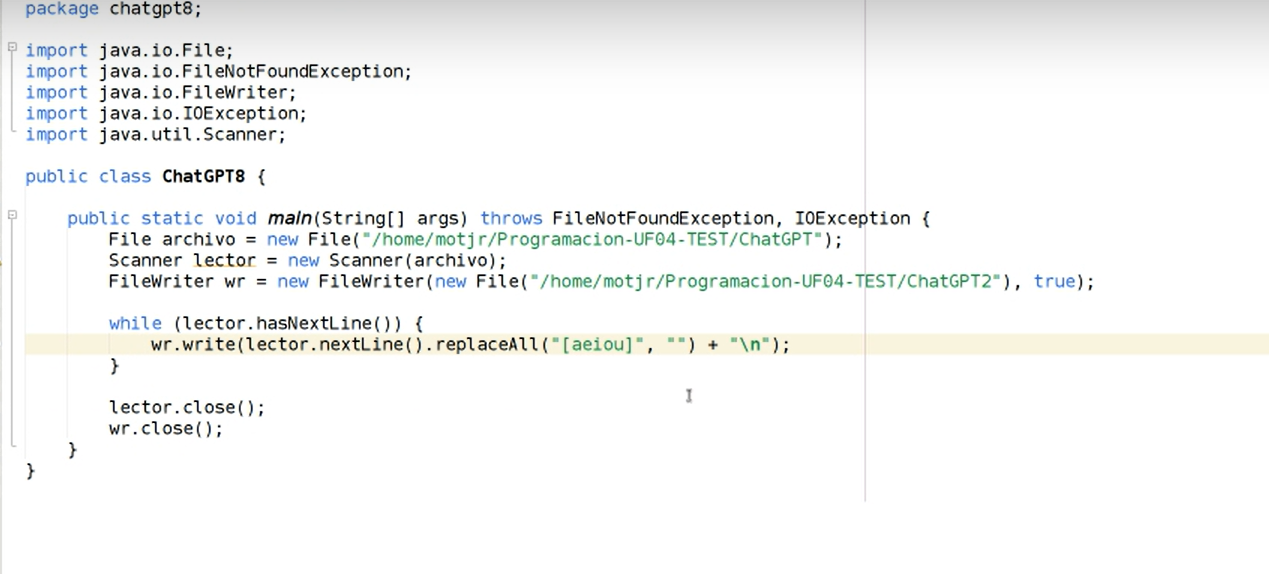 package chatgpt8;
import java.io.File;
import java.io.FileNotFoundException;
import java.io.FileWriter;
import java.io.IOException;
import java.util.Scanner;
public class ChatGPT8 {
public static void main(String[] args) throws FileNotFoundException, IOException {
File archivo = new File("/home/motjr/Programacion-UF04-TEST/ChatGPT");
Scanner lector = new Scanner(archivo);
FileWriter wr = new FileWriter(new File("/home/motjr/Programacion-UF04-TEST/ChatGPT2"), true);
while (lector.hasNextLine()) {
wr.write(lector.nextLine().replaceAll("[aeiou]", "") + "\n");
}
lector.close();
wr.close();
}
}